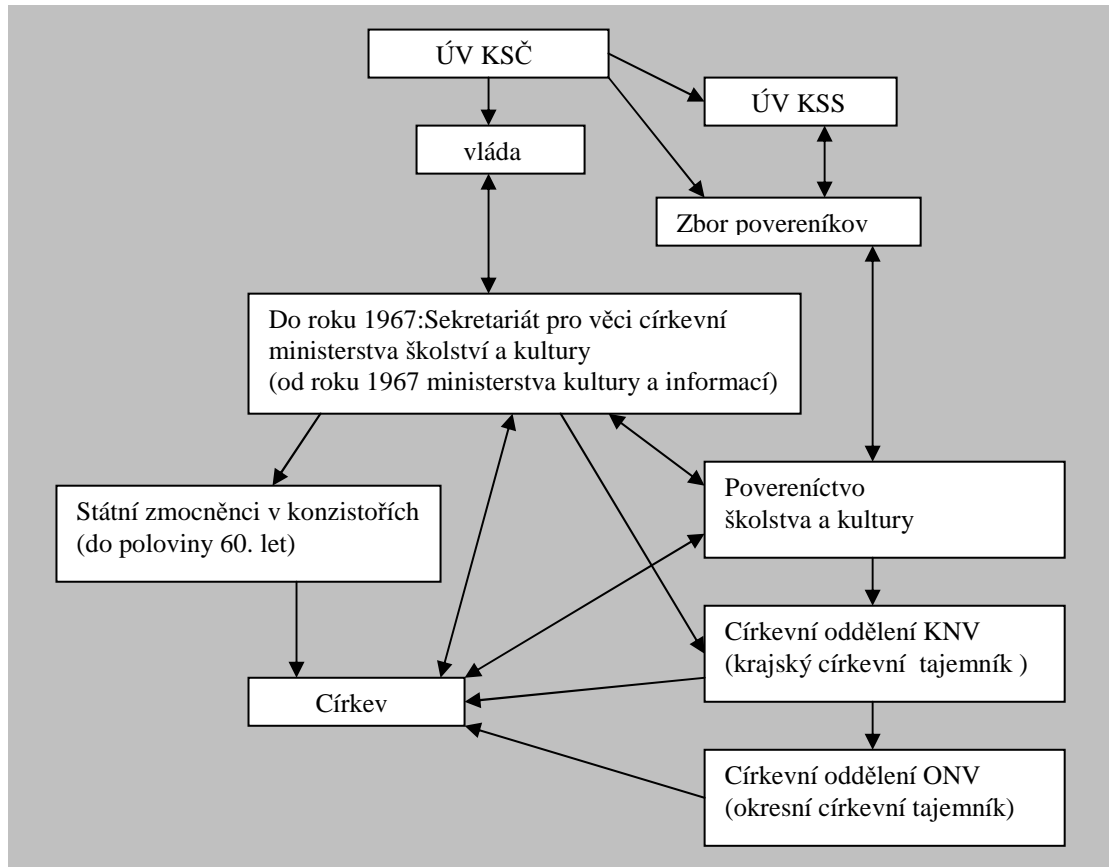 ÚV KSČ
ÚV KSS
vláda
Zbor povereníkov
Do roku 1967:Sekretariát pro věci církevní
ministerstva školství a kultury
(od roku 1967 ministerstva kultury a informací)
Státní zmocněnci v konzistořích
(do poloviny 60. let)
Povereníctvo
školstva a kultury
Církevní oddělení KNV
(krajský církevní tajemník )
Církev
Církevní oddělení ONV
(okresní církevní tajemník)